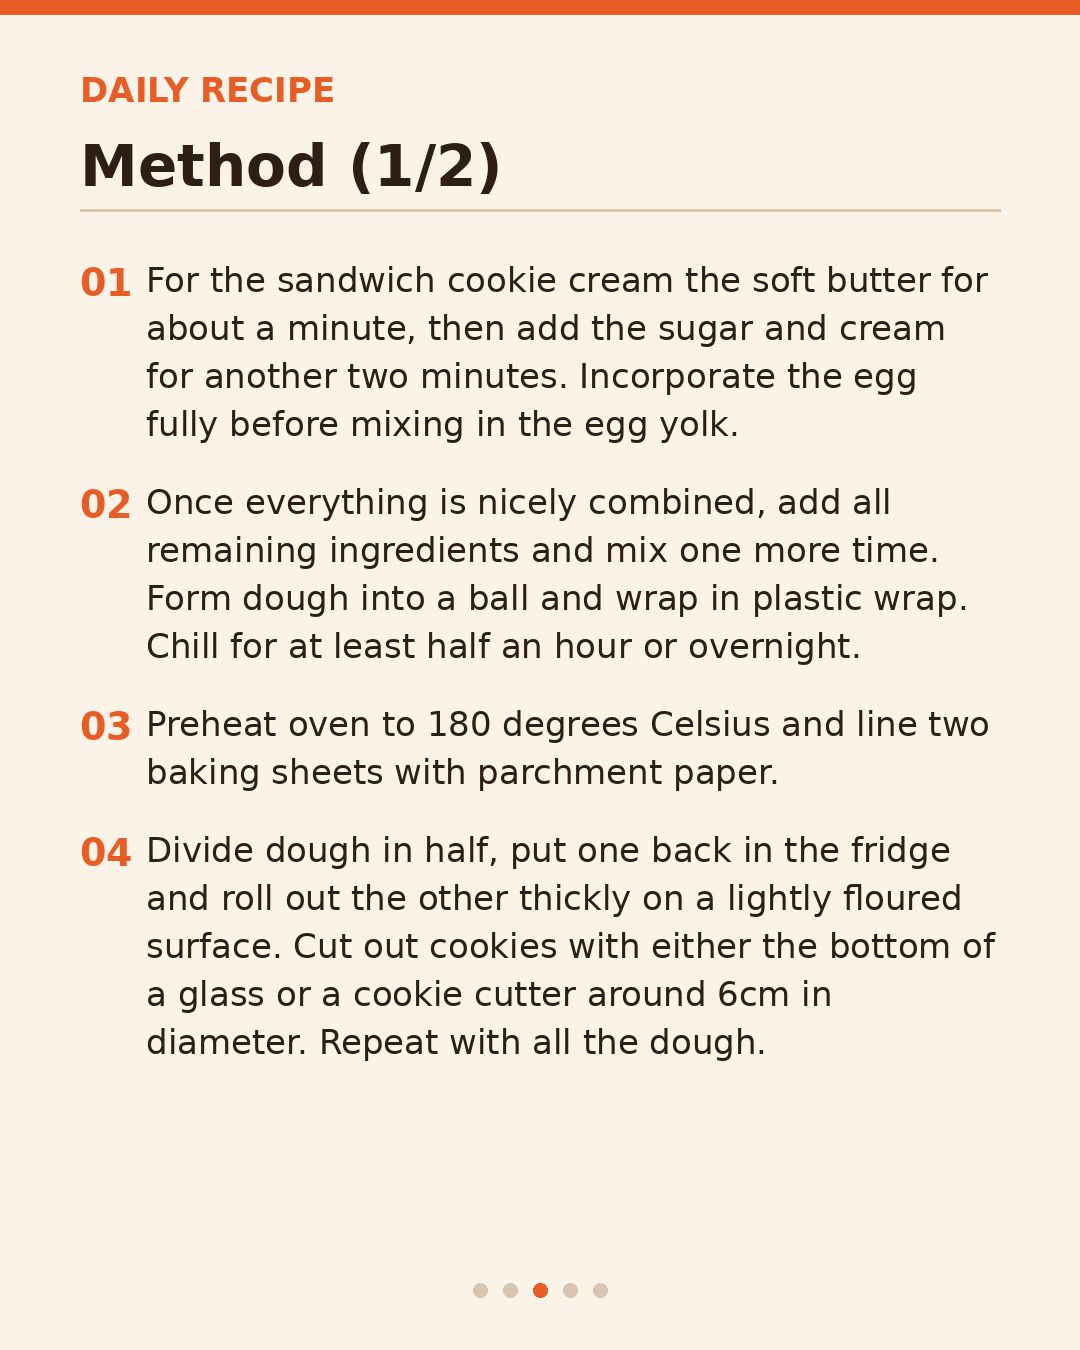 DAILY RECIPE
Method (1/2)
01 For the sandwich cookie cream the soft butter for
about a minute, then add the sugar and cream
for another two minutes. Incorporate the egg
fully before mixing in the egg yolk.
02 Once everything is nicely combined, add all
remaining ingredients and mix one more time.
Form dough into a ball and wrap in plastic wrap.
Chill for at least half an hour or overnight.
03 Preheat oven to 180 degrees Celsius and line two
baking sheets with parchment paper.
04 Divide dough in half, put one back in the fridge
and roll out the other thickly on a lightly floured
surface. Cut out cookies with either the bottom of
a glass or a cookie cutter around 6cm in
diameter. Repeat with all the dough.